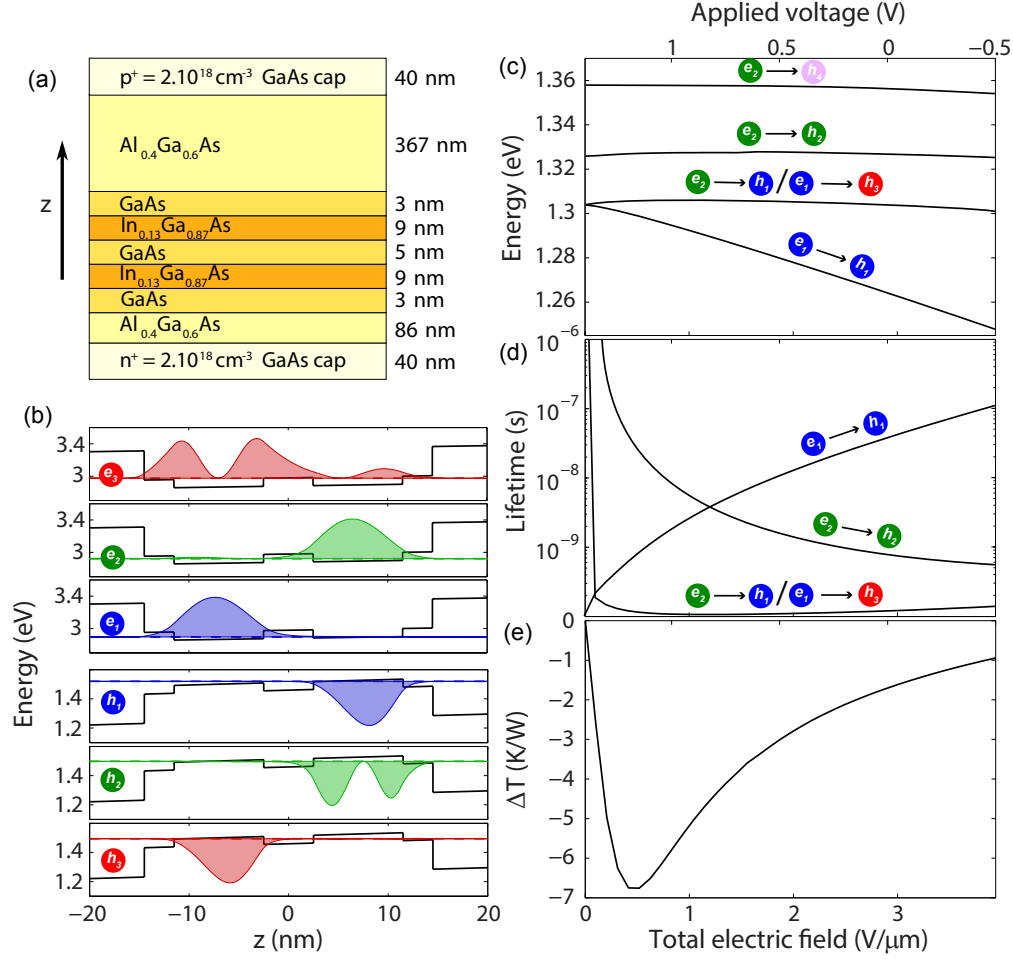 (a)
p⁺ = 2.10¹⁸ cm⁻³ GaAs cap
40 nm
Al₀.₄Ga₀.₆As
367 nm
z
GaAs
3 nm
In₀.₁₃Ga₀.₈₇As
9 nm
GaAs
5 nm
In₀.₁₃Ga₀.₈₇As
9 nm
GaAs
3 nm
Al₀.₄Ga₀.₆As
86 nm
n⁺ = 2.10¹⁸ cm⁻³ GaAs cap
40 nm
(b)
Energy (eV)
3.4
3
e₃
3.4
3
e₂
3.4
3
e₁
1.4
1.2
h₁
1.4
1.2
h₂
1.4
1.2
h₃
−20 −10 0 10 20
z (nm)
Applied voltage (V)
1 0.5 0 −0.5
(c)
Energy (eV)
1.36
1.34
1.32
1.3
1.28
1.26
e₂ → h₄
e₂ → h₂
e₂ → h₁ / e₁ → h₃
e₁ → h₁
(d)
Lifetime (s)
10⁻⁶
10⁻⁷
10⁻⁸
10⁻⁹
e₁ → h₁
e₂ → h₂
e₂ → h₁ / e₁ → h₃
(e)
ΔT (K/W)
0
−1
−2
−3
−4
−5
−6
−7
0 1 2 3
Total electric field (V/μm)